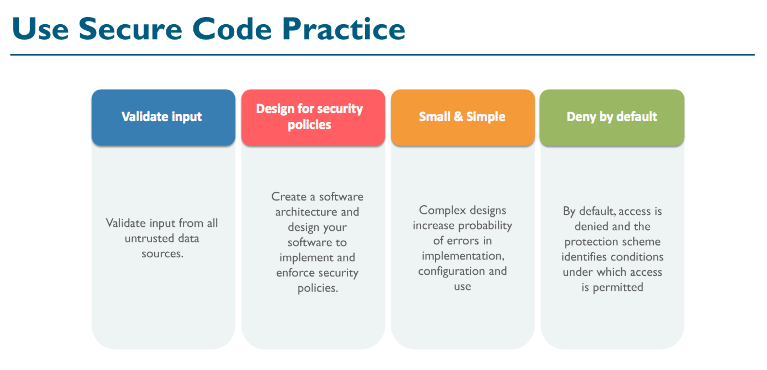 Use Secure Code Practice
Validate input
Validate input from all
untrusted data
sources.
Design for security
policies
Create a software
architecture and
design your
software to
implement and
enforce security
policies.
Small & Simple
Complex designs
increase probability
of errors in
implementation,
configuration and
use
Deny by default
By default, access is
denied and the
protection scheme
identifies conditions
under which access
is permitted